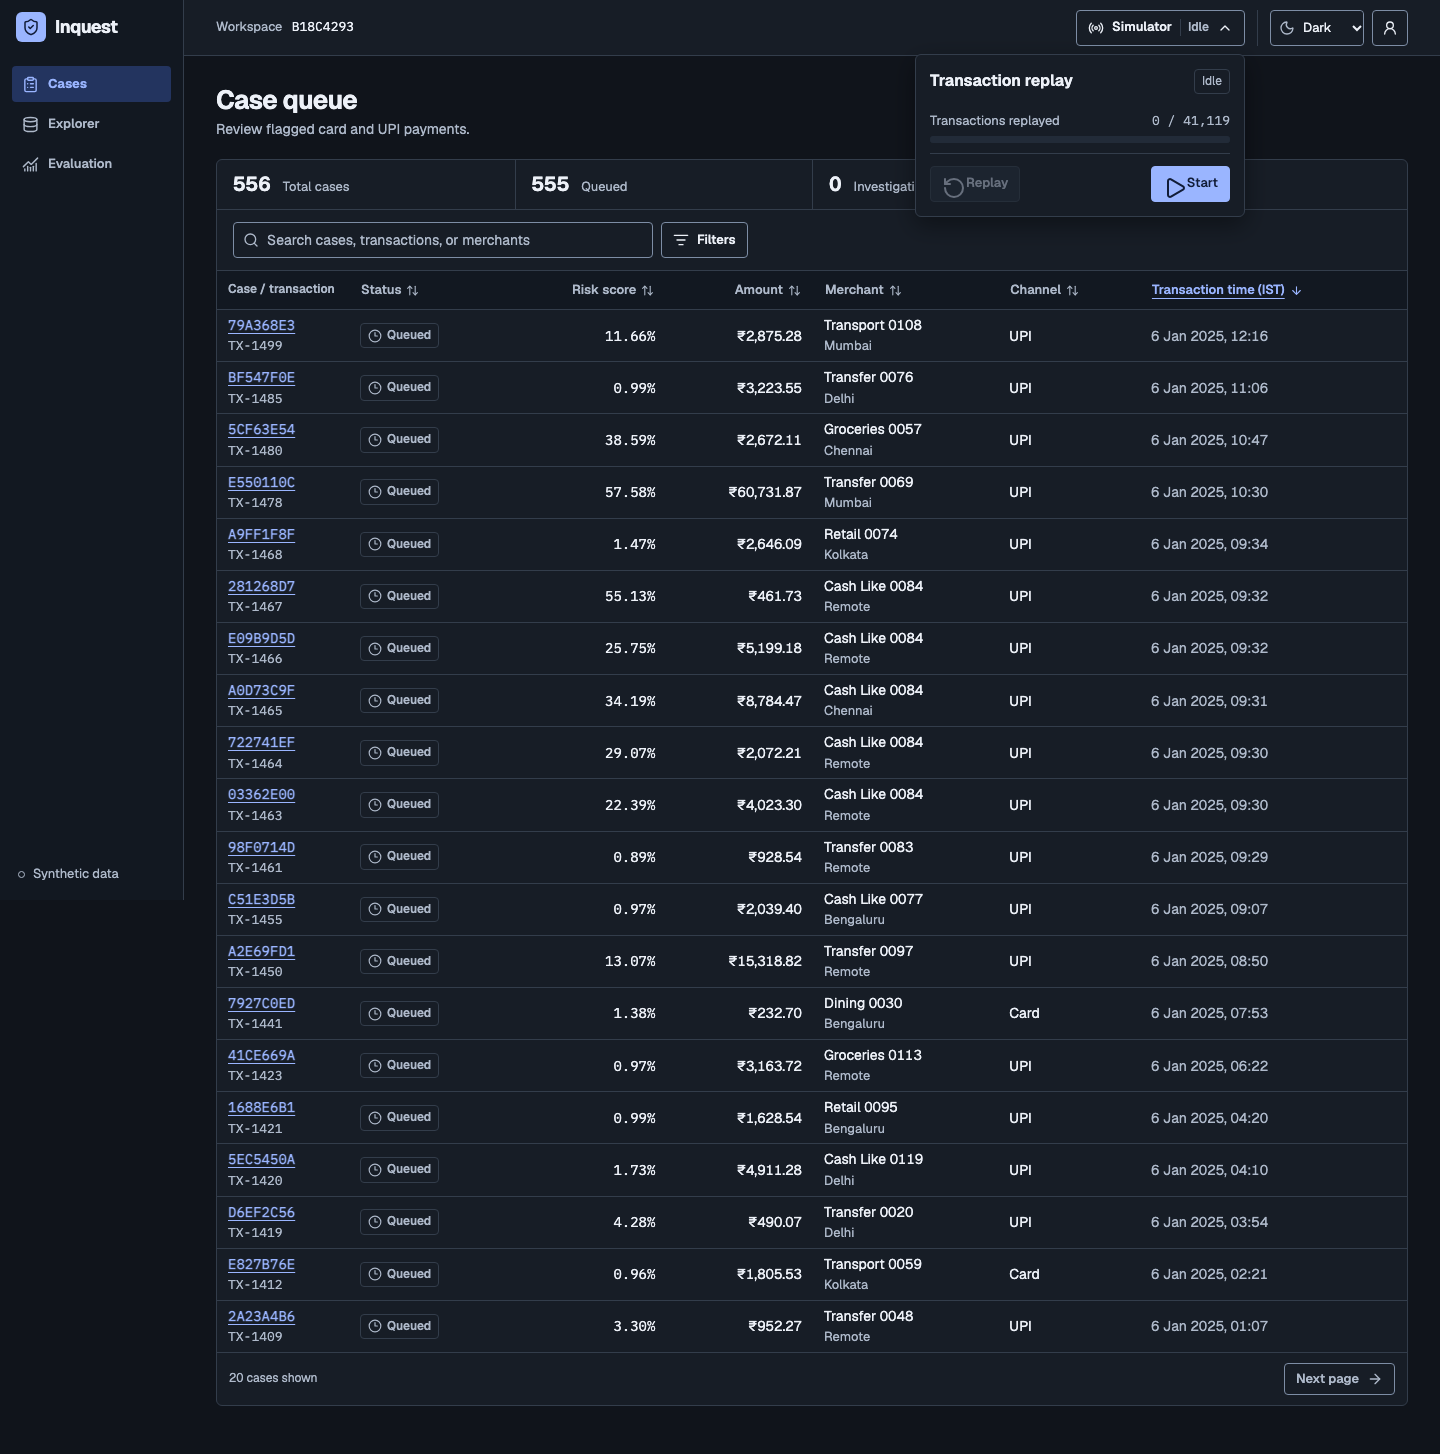 Inquest
Workspace B18C4293
Simulator Idle
Dark
Cases
Explorer
Evaluation
Synthetic data
Transaction replay Idle
Transactions replayed 0 / 41,119
Replay Start
Case queue
Review flagged card and UPI payments.
556 Total cases 555 Queued 0 Investigati
Search cases, transactions, or merchants Filters
Case / transaction Status Risk score Amount Merchant Channel Transaction time (IST)
79A368E3 Queued 11.66% ₹2,875.28 Transport 0108 UPI 6 Jan 2025, 12:16
TX-1499 Mumbai
BF547F0E Queued 0.99% ₹3,223.55 Transfer 0076 UPI 6 Jan 2025, 11:06
TX-1485 Delhi
5CF63E54 Queued 38.59% ₹2,672.11 Groceries 0057 UPI 6 Jan 2025, 10:47
TX-1480 Chennai
E550110C Queued 57.58% ₹60,731.87 Transfer 0069 UPI 6 Jan 2025, 10:30
TX-1478 Mumbai
A9FF1F8F Queued 1.47% ₹2,646.09 Retail 0074 UPI 6 Jan 2025, 09:34
TX-1468 Kolkata
281268D7 Queued 55.13% ₹461.73 Cash Like 0084 UPI 6 Jan 2025, 09:32
TX-1467 Remote
E09B9D5D Queued 25.75% ₹5,199.18 Cash Like 0084 UPI 6 Jan 2025, 09:32
TX-1466 Remote
A0D73C9F Queued 34.19% ₹8,784.47 Cash Like 0084 UPI 6 Jan 2025, 09:31
TX-1465 Chennai
722741EF Queued 29.07% ₹2,072.21 Cash Like 0084 UPI 6 Jan 2025, 09:30
TX-1464 Remote
03362E00 Queued 22.39% ₹4,023.30 Cash Like 0084 UPI 6 Jan 2025, 09:30
TX-1463 Remote
98F0714D Queued 0.89% ₹928.54 Transfer 0083 UPI 6 Jan 2025, 09:29
TX-1461 Remote
C51E3D5B Queued 0.97% ₹2,039.40 Cash Like 0077 UPI 6 Jan 2025, 09:07
TX-1455 Bengaluru
A2E69FD1 Queued 13.07% ₹15,318.82 Transfer 0097 UPI 6 Jan 2025, 08:50
TX-1450 Remote
7927C0ED Queued 1.38% ₹232.70 Dining 0030 Card 6 Jan 2025, 07:53
TX-1441 Bengaluru
41CE669A Queued 0.97% ₹3,163.72 Groceries 0113 UPI 6 Jan 2025, 06:22
TX-1423 Remote
1688E6B1 Queued 0.99% ₹1,628.54 Retail 0095 UPI 6 Jan 2025, 04:20
TX-1421 Bengaluru
5EC5450A Queued 1.73% ₹4,911.28 Cash Like 0119 UPI 6 Jan 2025, 04:10
TX-1420 Delhi
D6EF2C56 Queued 4.28% ₹490.07 Transfer 0020 UPI 6 Jan 2025, 03:54
TX-1419 Delhi
E827B76E Queued 0.96% ₹1,805.53 Transport 0059 Card 6 Jan 2025, 02:21
TX-1412 Kolkata
2A23A4B6 Queued 3.30% ₹952.27 Transfer 0048 UPI 6 Jan 2025, 01:07
TX-1409 Remote
20 cases shown Next page